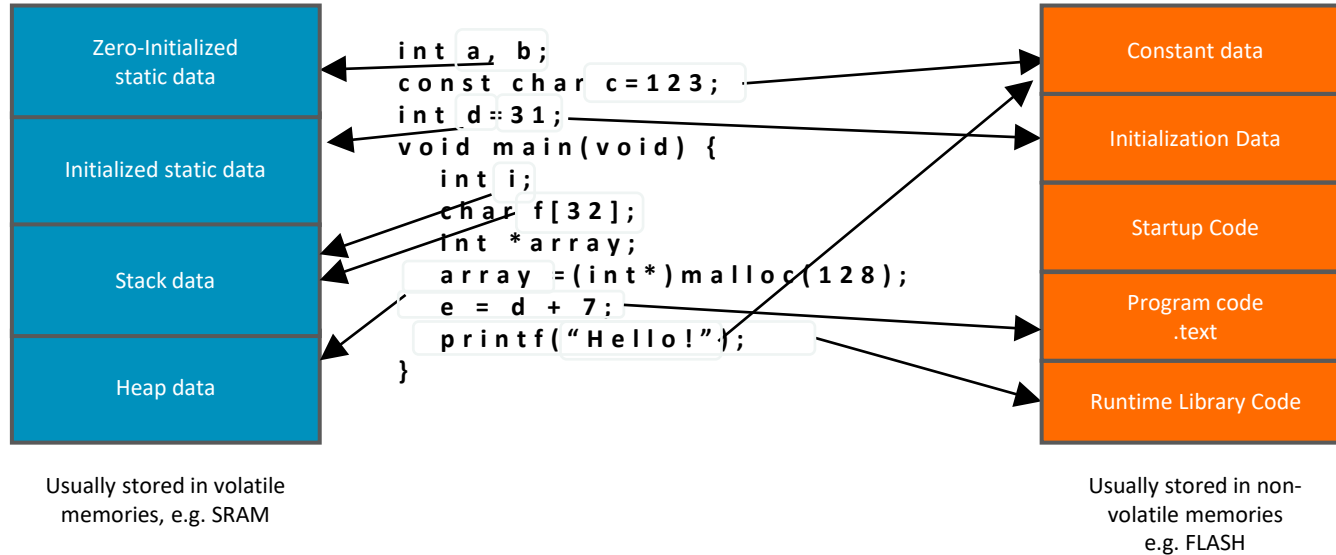 Zero-Initialized
static data
Initialized static data
Stack data
Heap data
Usually stored in volatile
memories, e.g. SRAM
int a, b;
const char c=123;
int d=31;
void main(void) {
int i;
char f[32];
int *array;
array =(int*)malloc(128);
e = d + 7;
printf(“Hello!”);
}
Constant data
Initialization Data
Startup Code
Program code
.text
Runtime Library Code
Usually stored in non-
volatile memories
e.g. FLASH